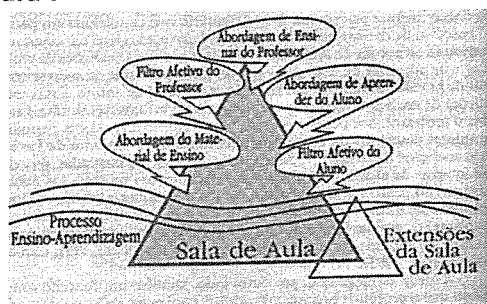 Abordagem de Ensi-
nar do Professor
Filtro Afetivo do
Professor
Abordagem de Apren-
der do Aluno
Abordagem do Mate-
rial de Ensino
Filtro Afetivo do
Aluno
Processo
Ensino-Aprendizagem
Sala de Aula
Extensões
da Sala
de Aula